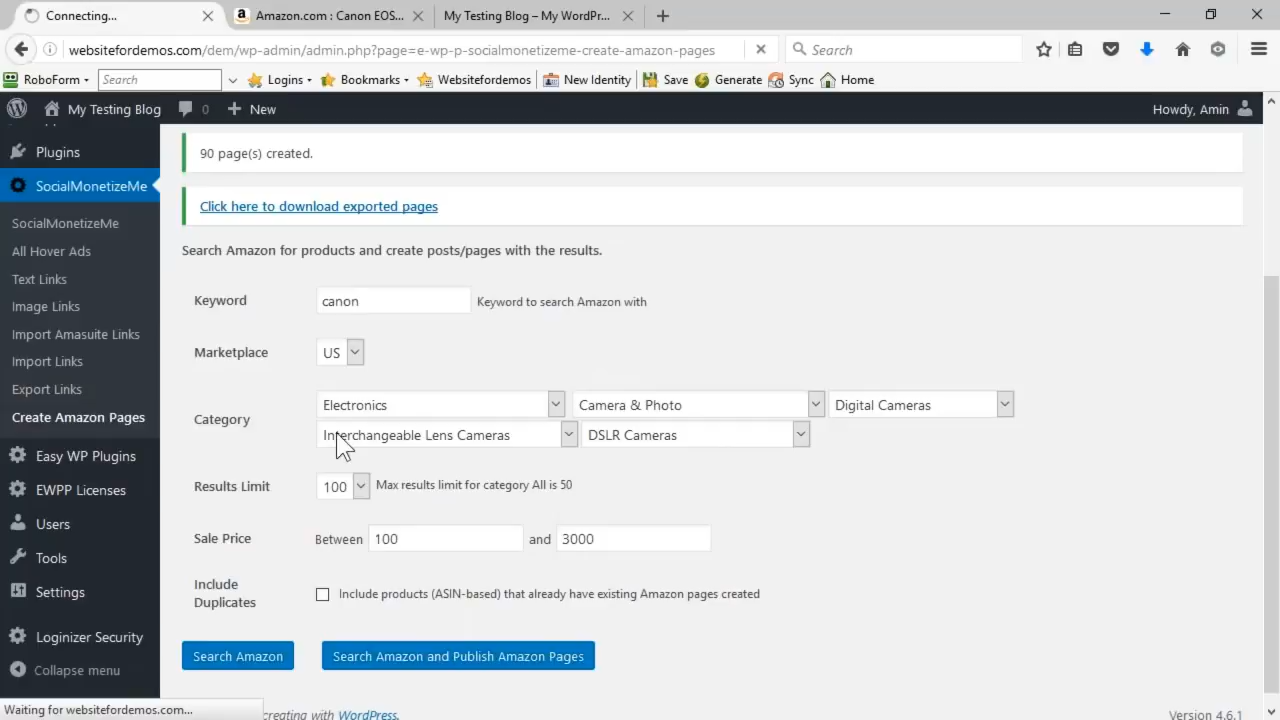 Connecting...
Amazon.com : Canon EOS...
My Testing Blog – My WordPr...
websitefordemos.com/dem/wp-admin/admin.php?page=e-wp-p-socialmonetizeme-create-amazon-pages
Search
RoboForm
Search
Logins
Bookmarks
Websitefordemos
New Identity
Save
Generate
Sync
Home
My Testing Blog
0
New
Howdy, Amin
Plugins
SocialMonetizeMe
SocialMonetizeMe
All Hover Ads
Text Links
Image Links
Import Amasuite Links
Import Links
Export Links
Create Amazon Pages
Easy WP Plugins
EWPP Licenses
Users
Tools
Settings
Loginizer Security
Collapse menu
90 page(s) created.
Click here to download exported pages
Search Amazon for products and create posts/pages with the results.
Keyword
canon
Keyword to search Amazon with
Marketplace
US
Category
Electronics
Camera & Photo
Digital Cameras
Interchangeable Lens Cameras
DSLR Cameras
Results Limit
100
Max results limit for category All is 50
Sale Price
Between 100 and 3000
Include
Duplicates
Include products (ASIN-based) that already have existing Amazon pages created
Search Amazon
Search Amazon and Publish Amazon Pages
Waiting for websitefordemos.com...
creating with WordPress.
Version 4.6.1